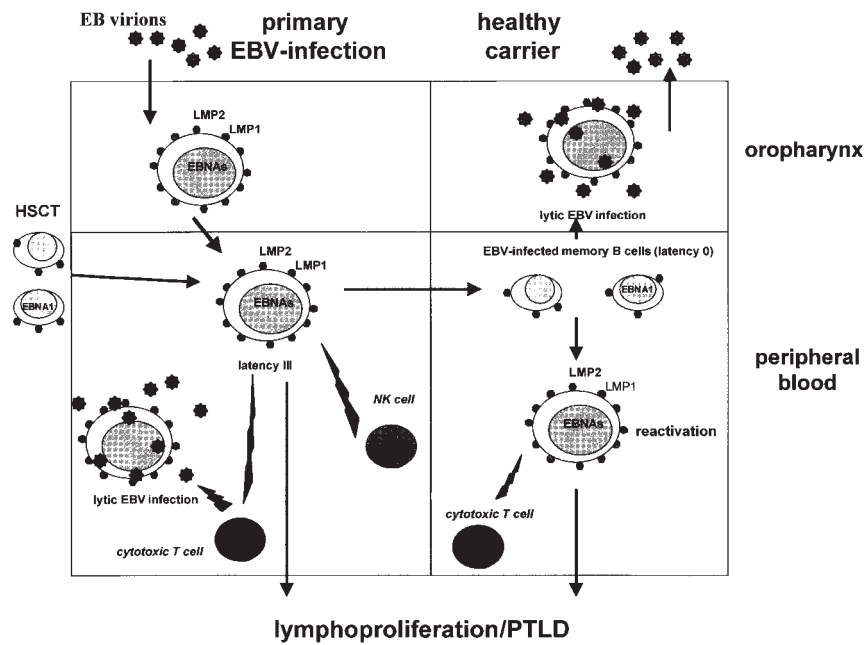 EB virions
primary
EBV-infection
healthy
carrier
LMP2
LMP1
EBNAs
lytic EBV infection
oropharynx
HSCT
EBNA1
LMP2
LMP1
EBNAs
latency III
EBV-infected memory B cells (latency 0)
EBNA1
peripheral
blood
LMP2
LMP1
EBNAs
reactivation
NK cell
lytic EBV infection
cytotoxic T cell
cytotoxic T cell
lymphoproliferation/PTLD